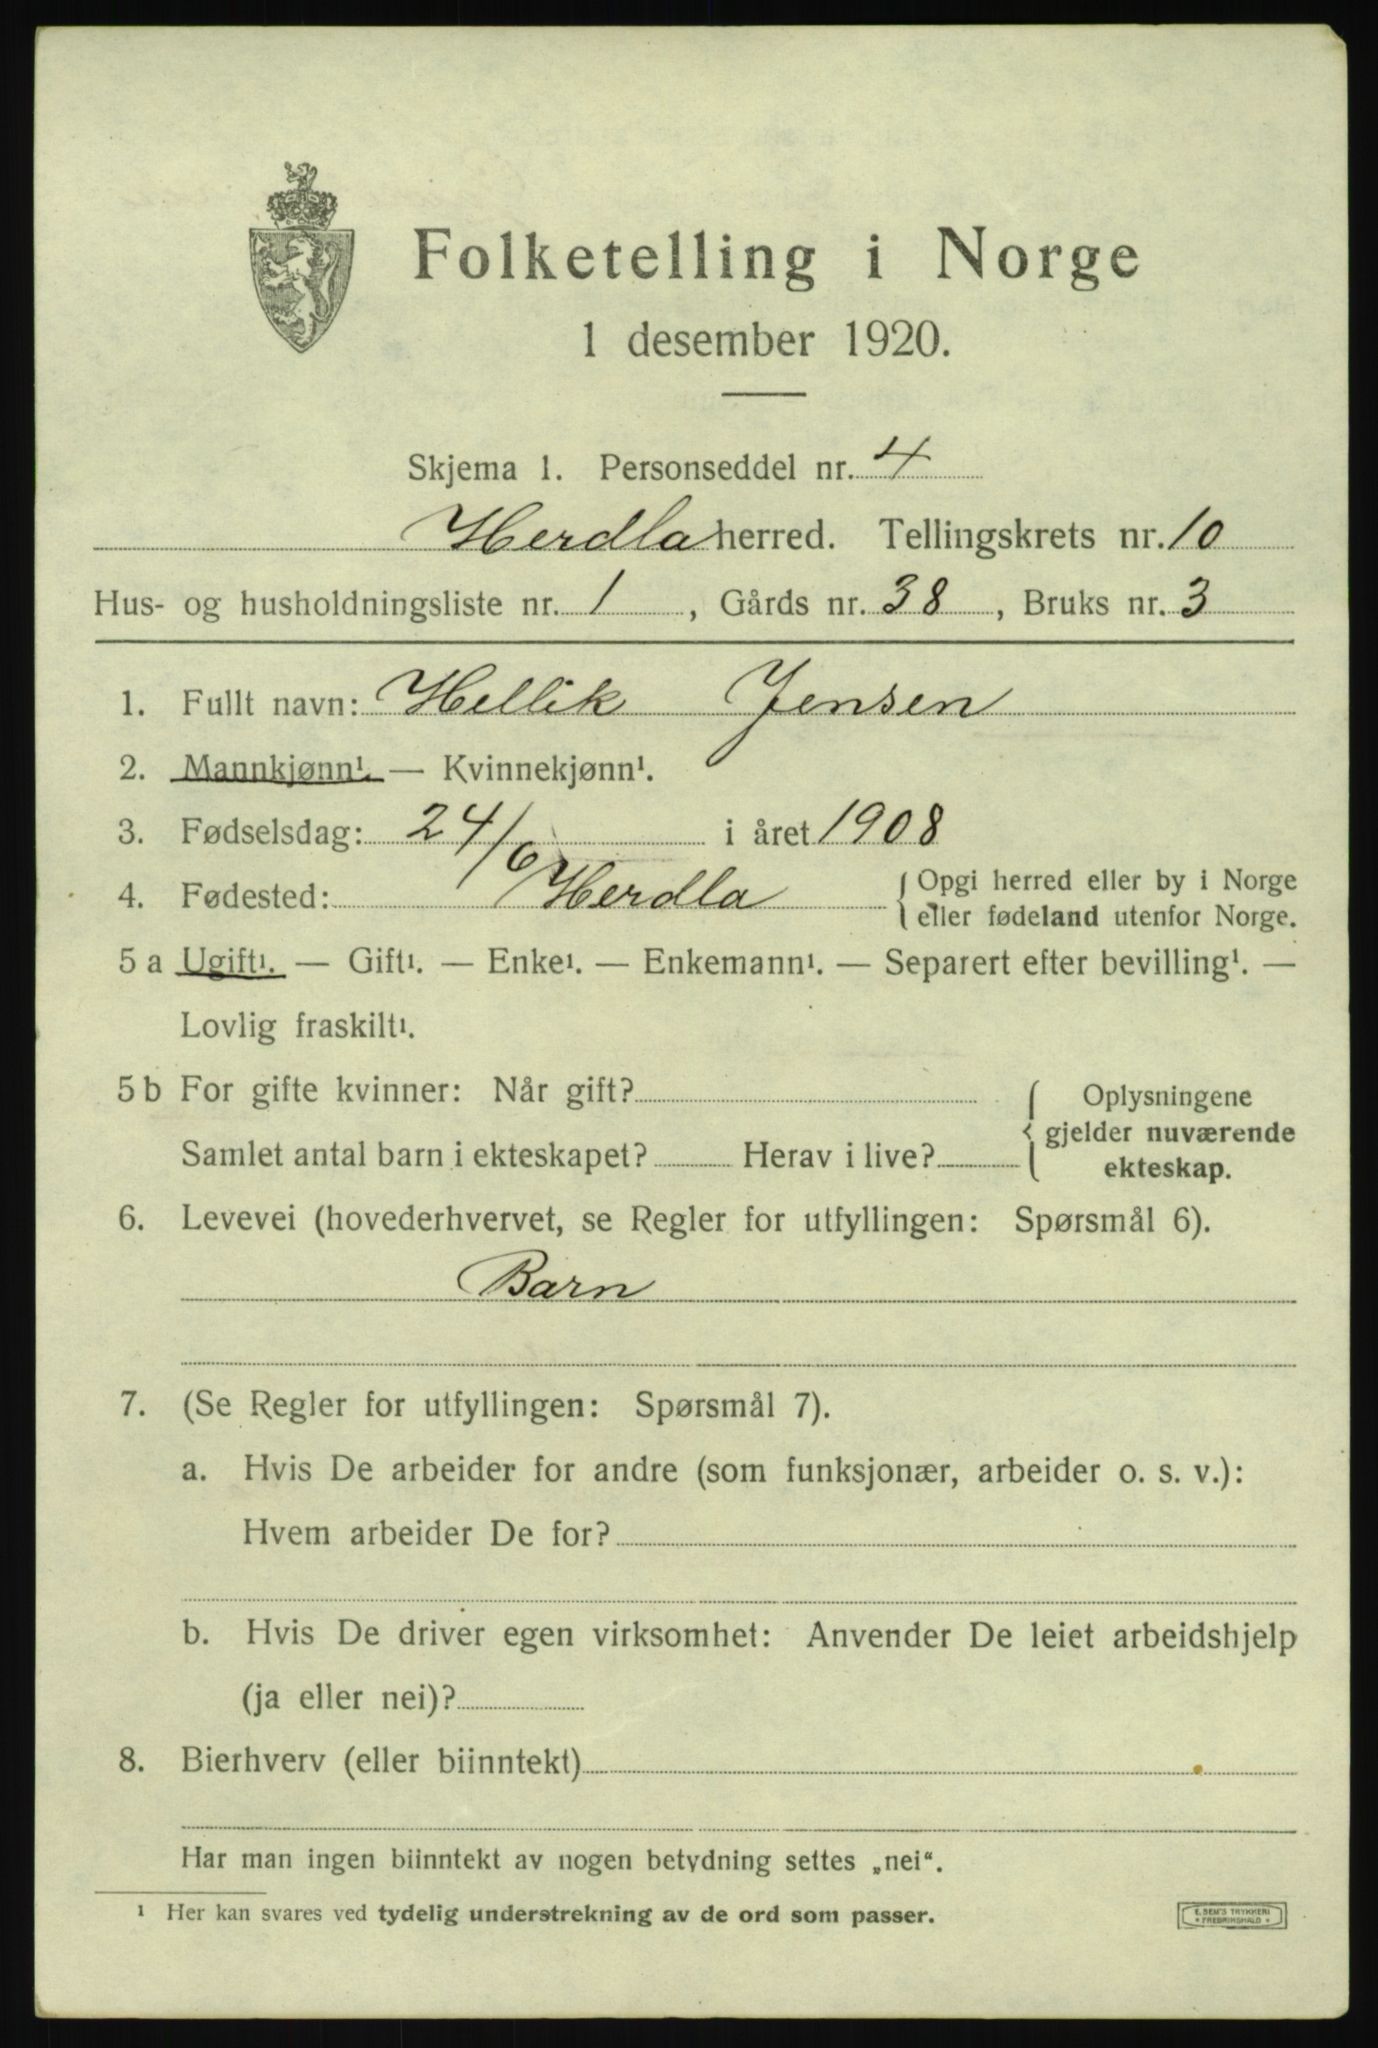 Folketelling i Norge
1 desember 1920.
Skjema 1. Personseddel nr. 4
Herdla herred. Tellingskrets nr. 10
Hus- og husholdningsliste nr. 1, Gårds nr. 38, Bruks nr. 3
1. Fullt navn: Hellik Jensen
2. Mannkjønn¹. — Kvinnekjønn¹.
3. Fødselsdag: 24/6 i året 1908
4. Fødested: Herdla { Opgi herred eller by i Norge
eller fødeland utenfor Norge.
5 a Ugift¹. — Gift¹. — Enke¹. — Enkemann¹. — Separert efter bevilling¹. —
Lovlig fraskilt¹.
5 b For gifte kvinner: Når gift? { Oplysningene
gjelder nuværende
Samlet antal barn i ekteskapet? Herav i live? ekteskap.
6. Levevei (hovederhvervet, se Regler for utfyllingen: Spørsmål 6).
Barn
7. (Se Regler for utfyllingen: Spørsmål 7).
a. Hvis De arbeider for andre (som funksjonær, arbeider o. s. v.):
Hvem arbeider De for?
b. Hvis De driver egen virksomhet: Anvender De leiet arbeidshjelp
(ja eller nei)?
8. Bierhverv (eller biinntekt)
Har man ingen biinntekt av nogen betydning settes „nei“.
¹ Her kan svares ved tydelig understrekning av de ord som passer.
E. SEM'S TRYKKERI
* FREDRIKSHALD *